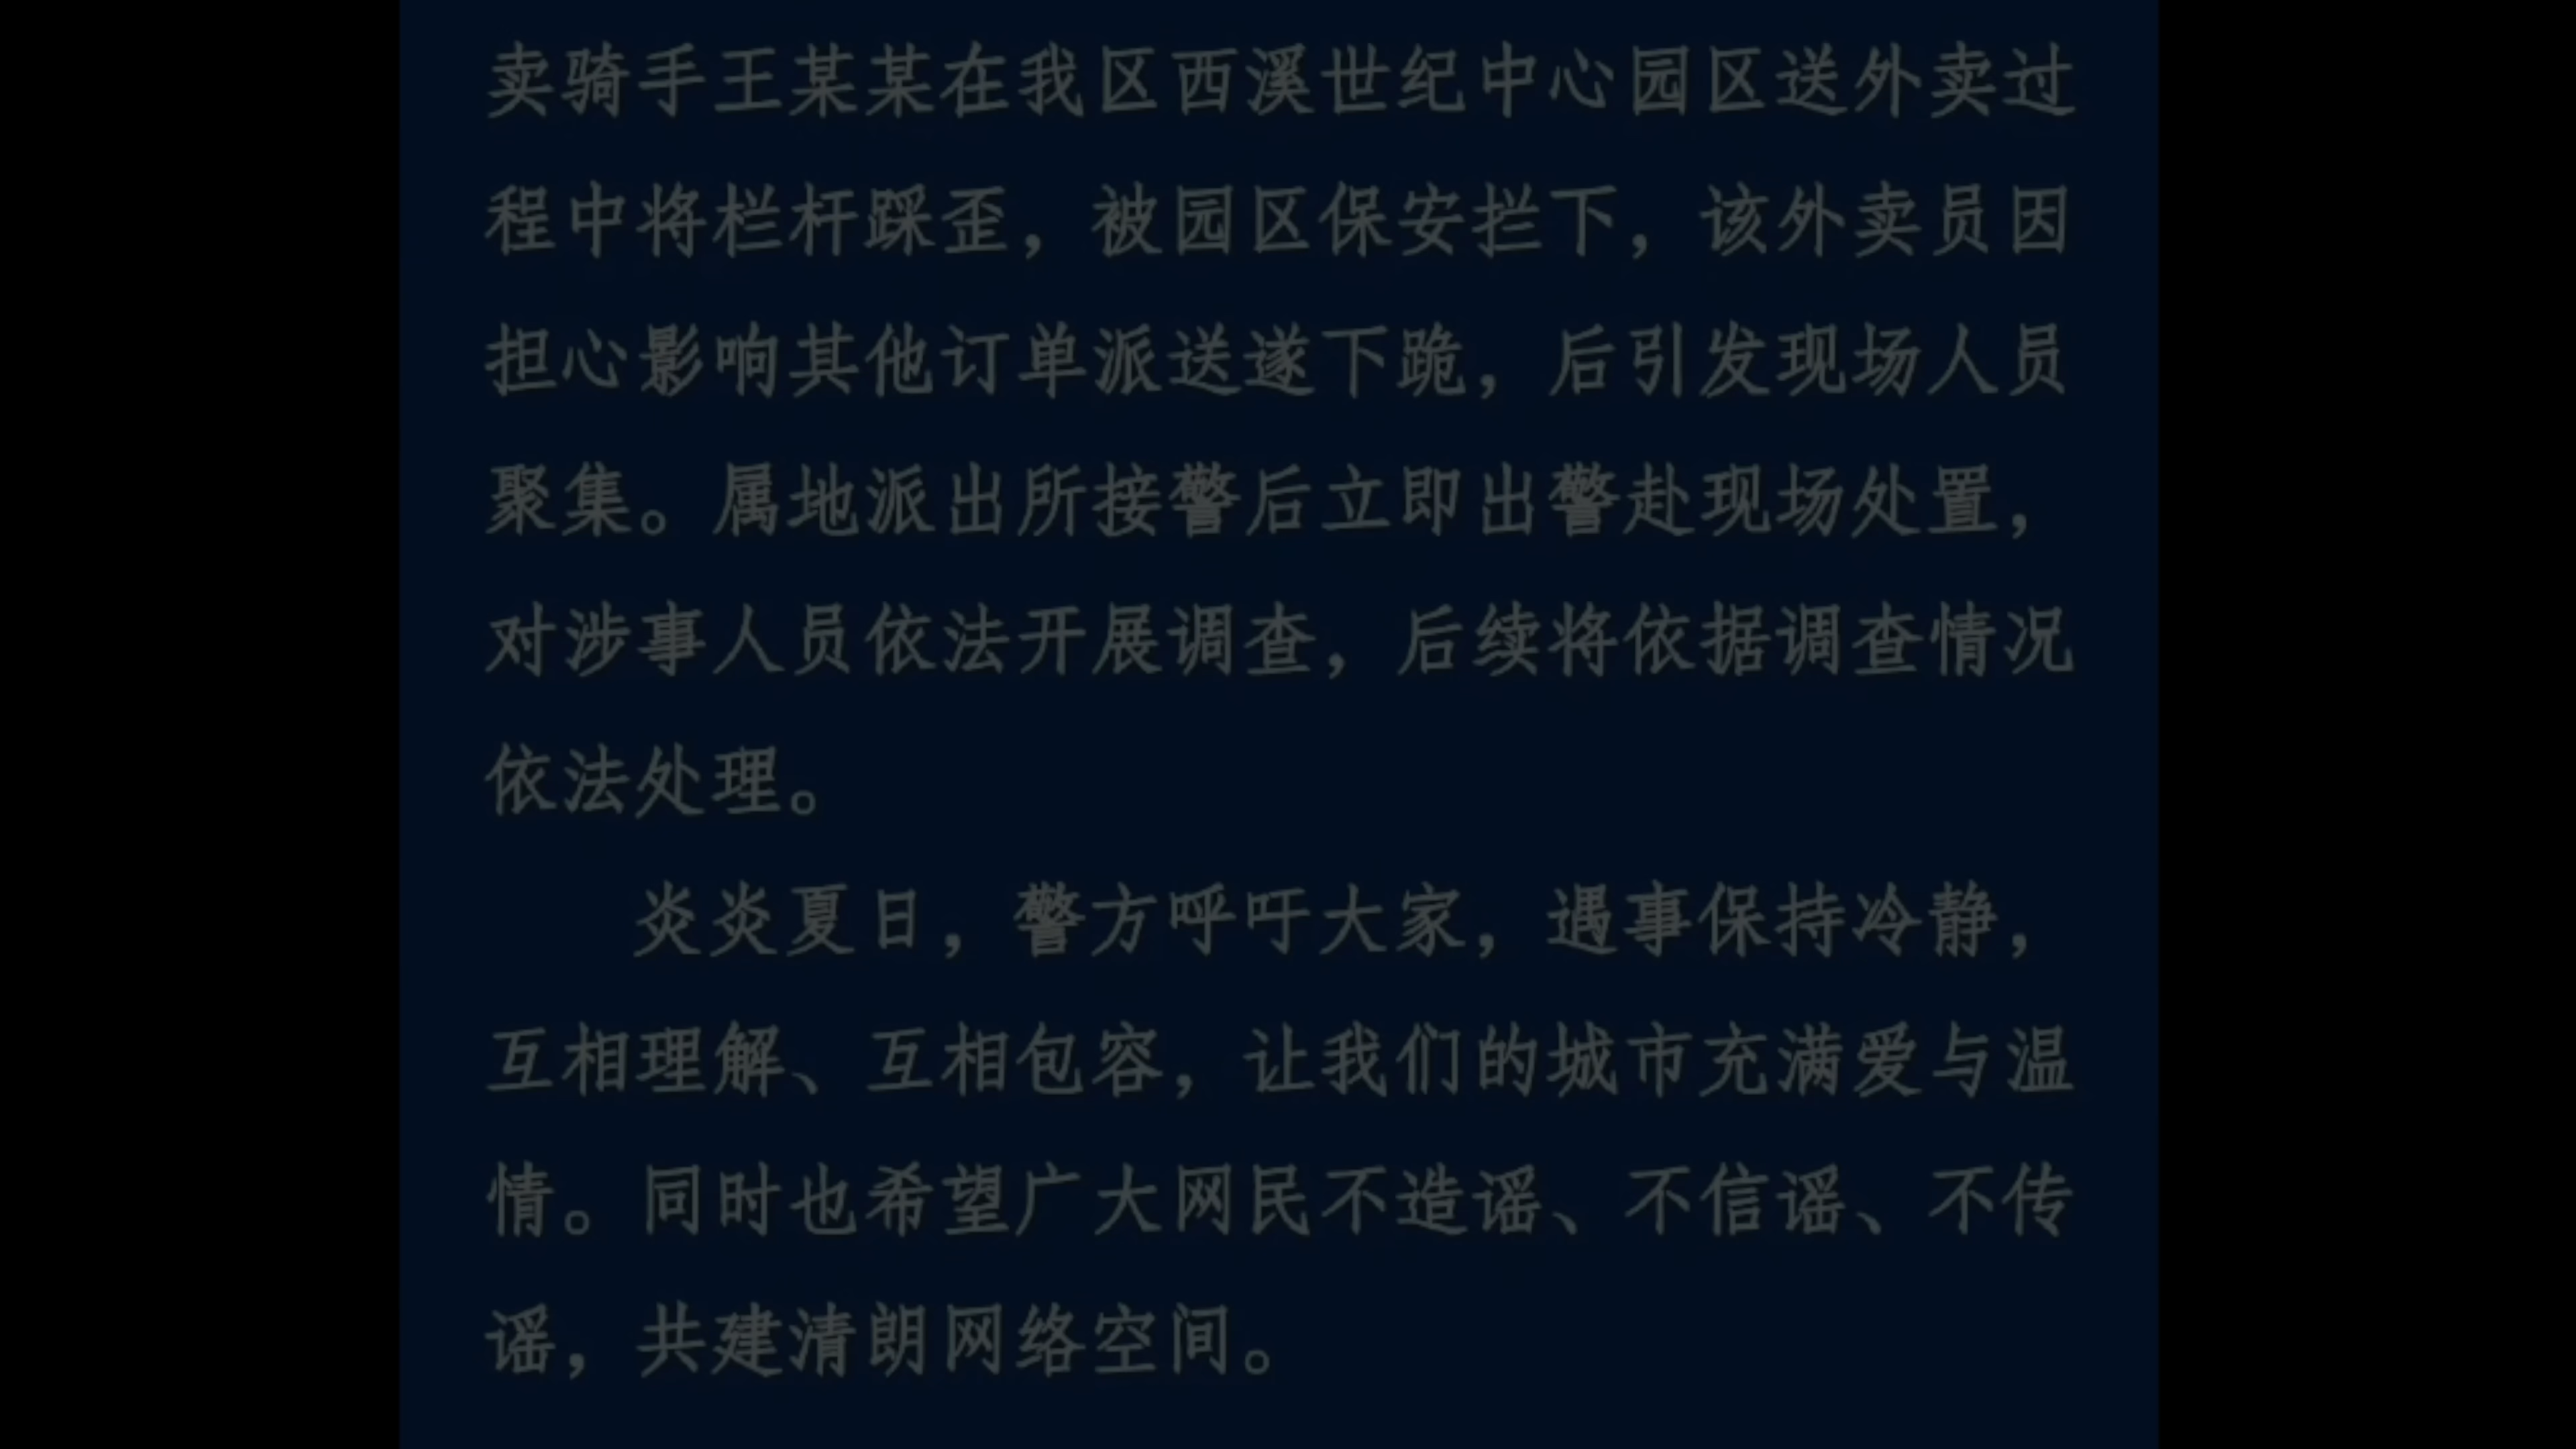 卖骑手王某某在我区西溪世纪中心园区送外卖过
程中将栏杆踩歪，被园区保安拦下，该外卖员因
担心影响其他订单派送遂下跪，后引发现场人员
聚集。属地派出所接警后立即出警赴现场处置，
对涉事人员依法开展调查，后续将依据调查情况
依法处理。
炎炎夏日，警方呼吁大家，遇事保持冷静，
互相理解、互相包容，让我们的城市充满爱与温
情。同时也希望广大网民不造谣、不信谣、不传
谣，共建清朗网络空间。